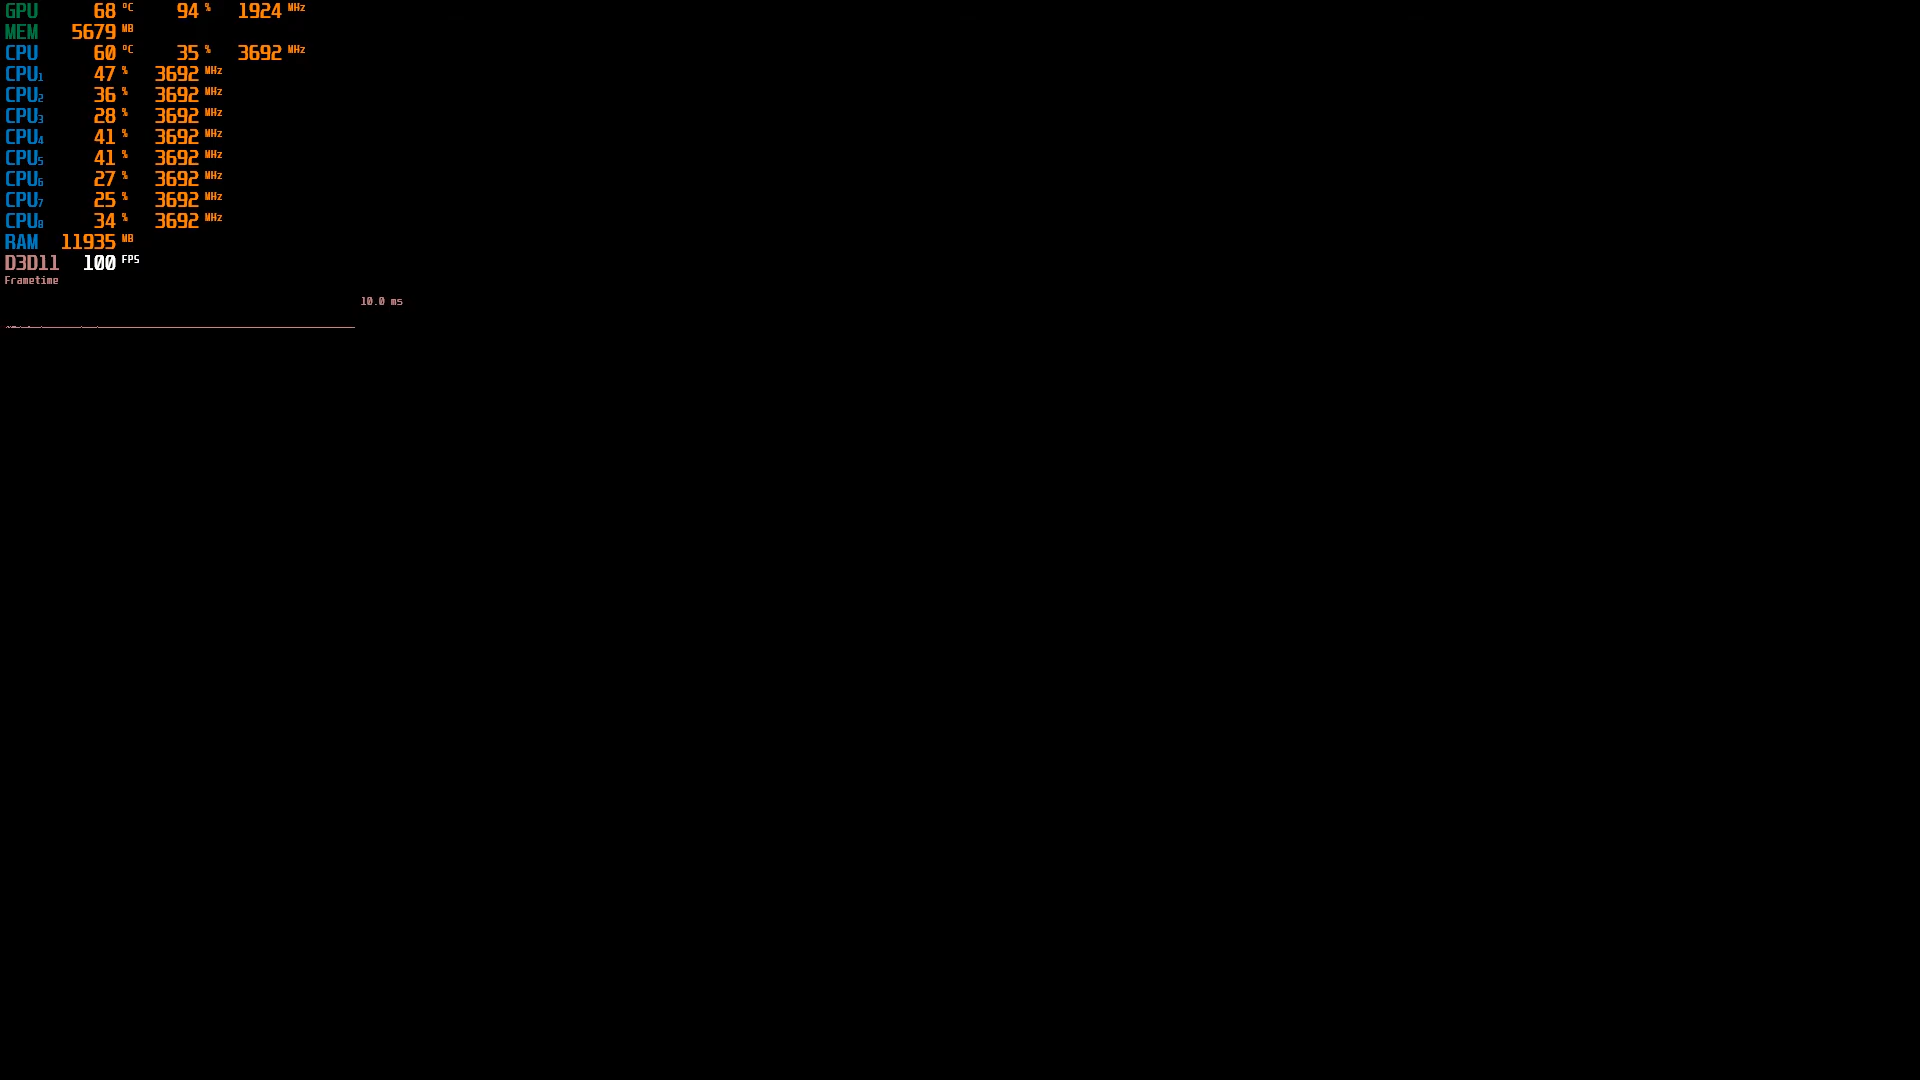 GPU 68 °C 94 % 1924 MHz
MEM 5679 MB
CPU 60 °C 35 % 3692 MHz
CPU1 47 % 3692 MHz
CPU2 36 % 3692 MHz
CPU3 28 % 3692 MHz
CPU4 41 % 3692 MHz
CPU5 41 % 3692 MHz
CPU6 27 % 3692 MHz
CPU7 25 % 3692 MHz
CPU8 34 % 3692 MHz
RAM 11935 MB
D3D11 100 FPS
Frametime
10.0 ms